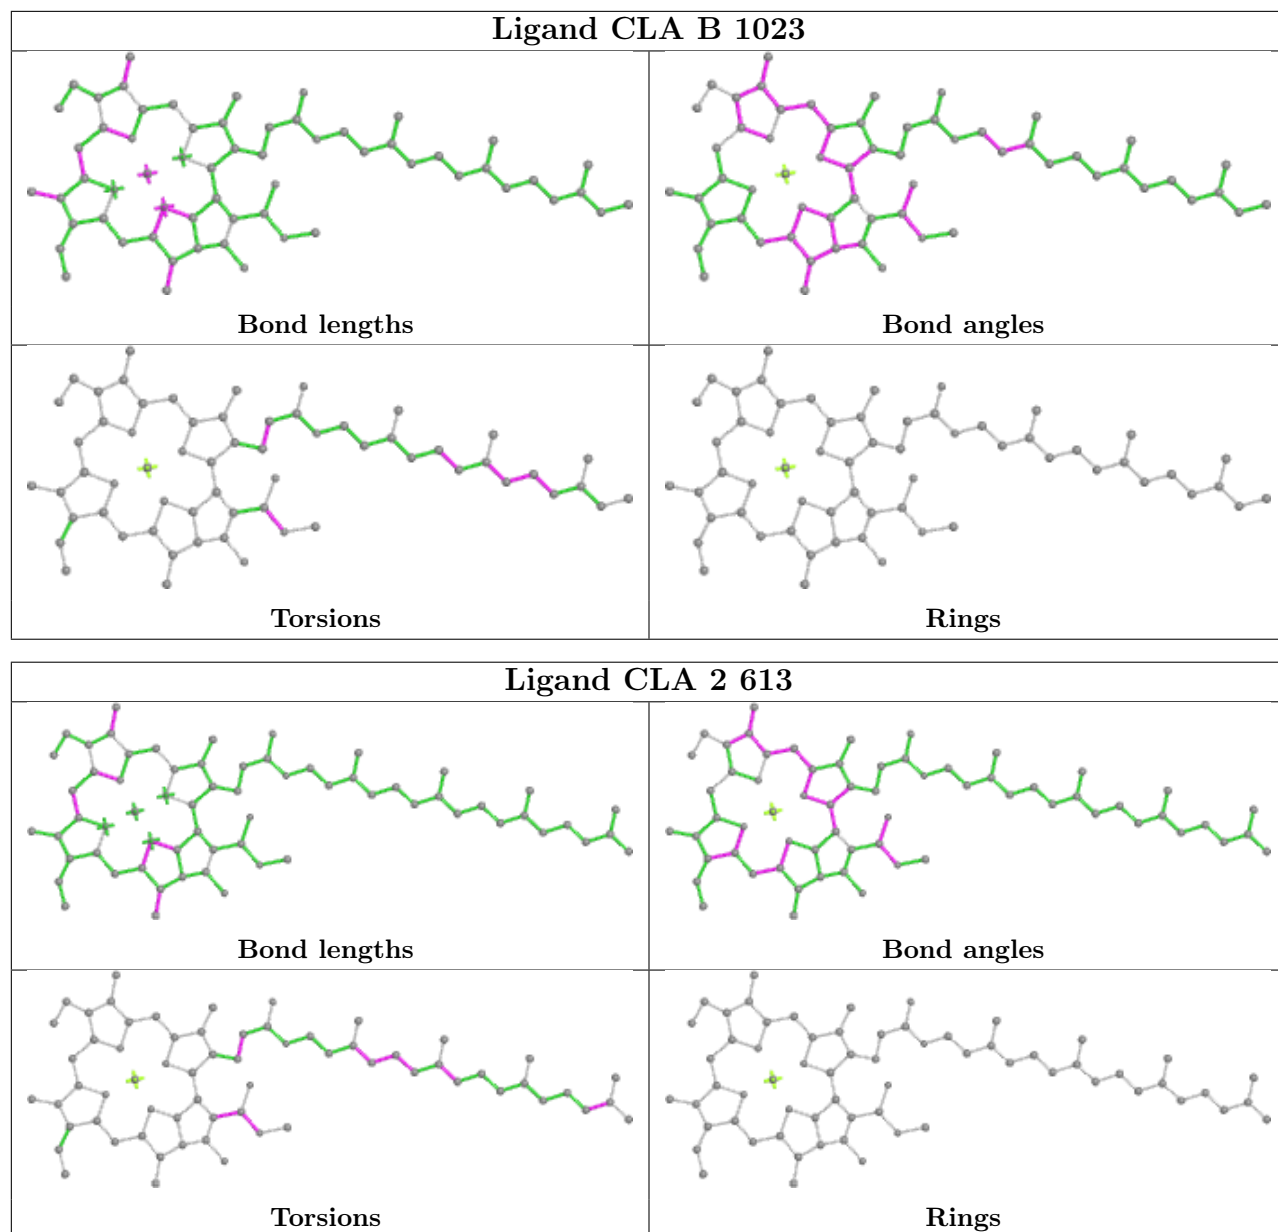 Ligand CLA B 1023
Bond lengths
Bond angles
Torsions
Rings
Ligand CLA 2 613
Bond lengths
Bond angles
Torsions
Rings